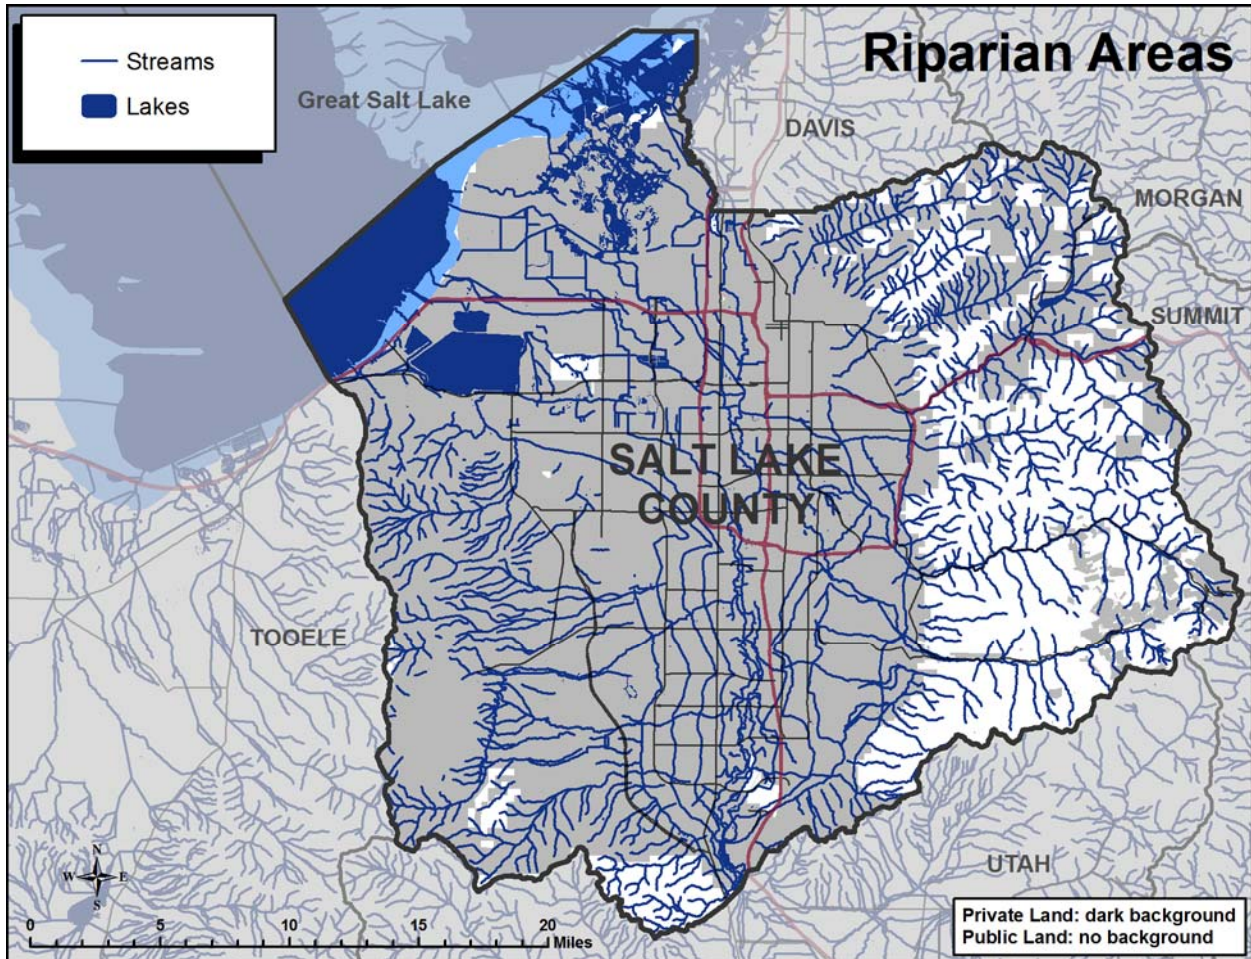 Riparian Areas
Streams
Lakes
Great Salt Lake
DAVIS
MORGAN
SUMMIT
SALT LAKE
COUNTY
TOOELE
UTAH
N
W E
S
0 5 10 15 20
Miles
Private Land: dark background
Public Land: no background